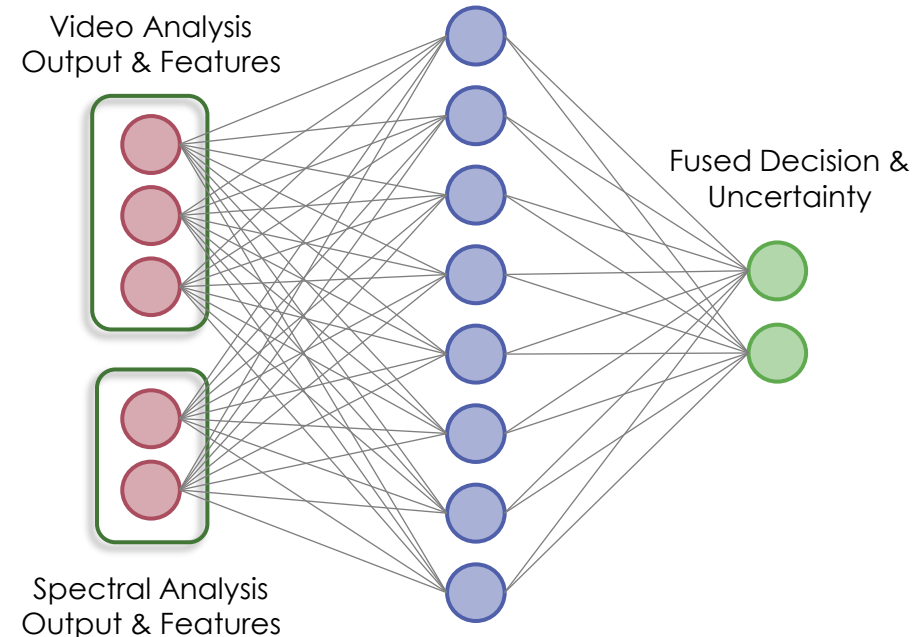 Video Analysis
Output & Features
Fused Decision &
Uncertainty
Spectral Analysis
Output & Features